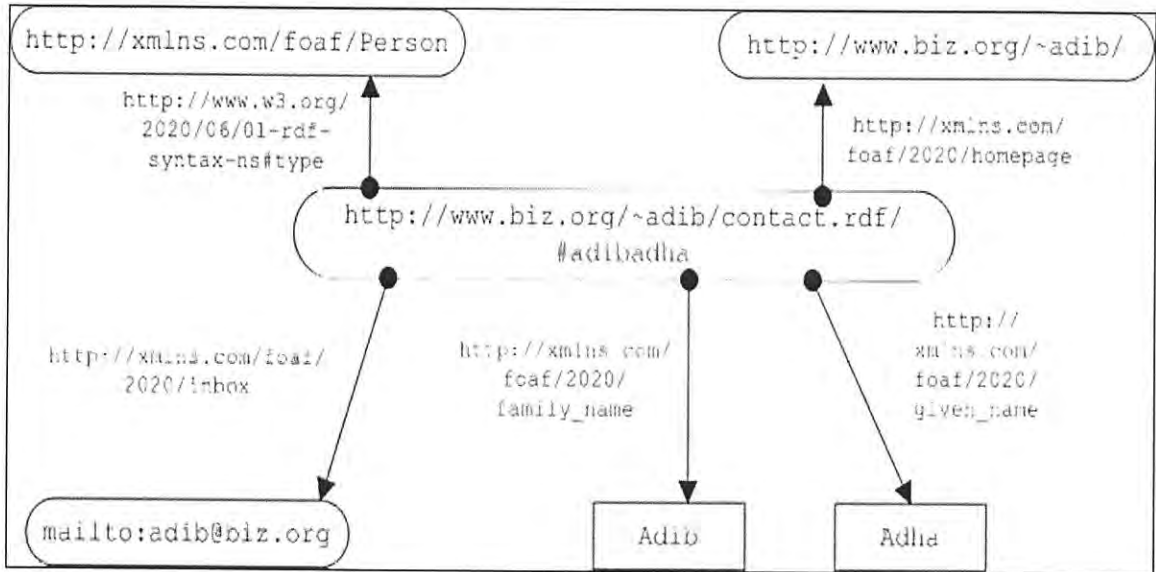 http://xmlns.com/foaf/Person
http://www.biz.org/~adib/
http://www.w3.org/
2020/06/01-rdf-
syntax-ns#type
http://xmlns.com/
foaf/2020/homepage
http://www.biz.org/~adib/contact.rdf/
#adibadha
http://xmlns.com/foaf/
2020/inbox
http://xmlns.com/
foaf/2020/
family_name
http://
xmlns.com/
foaf/2020/
given_name
mailto:adib@biz.org
Adib
Adha